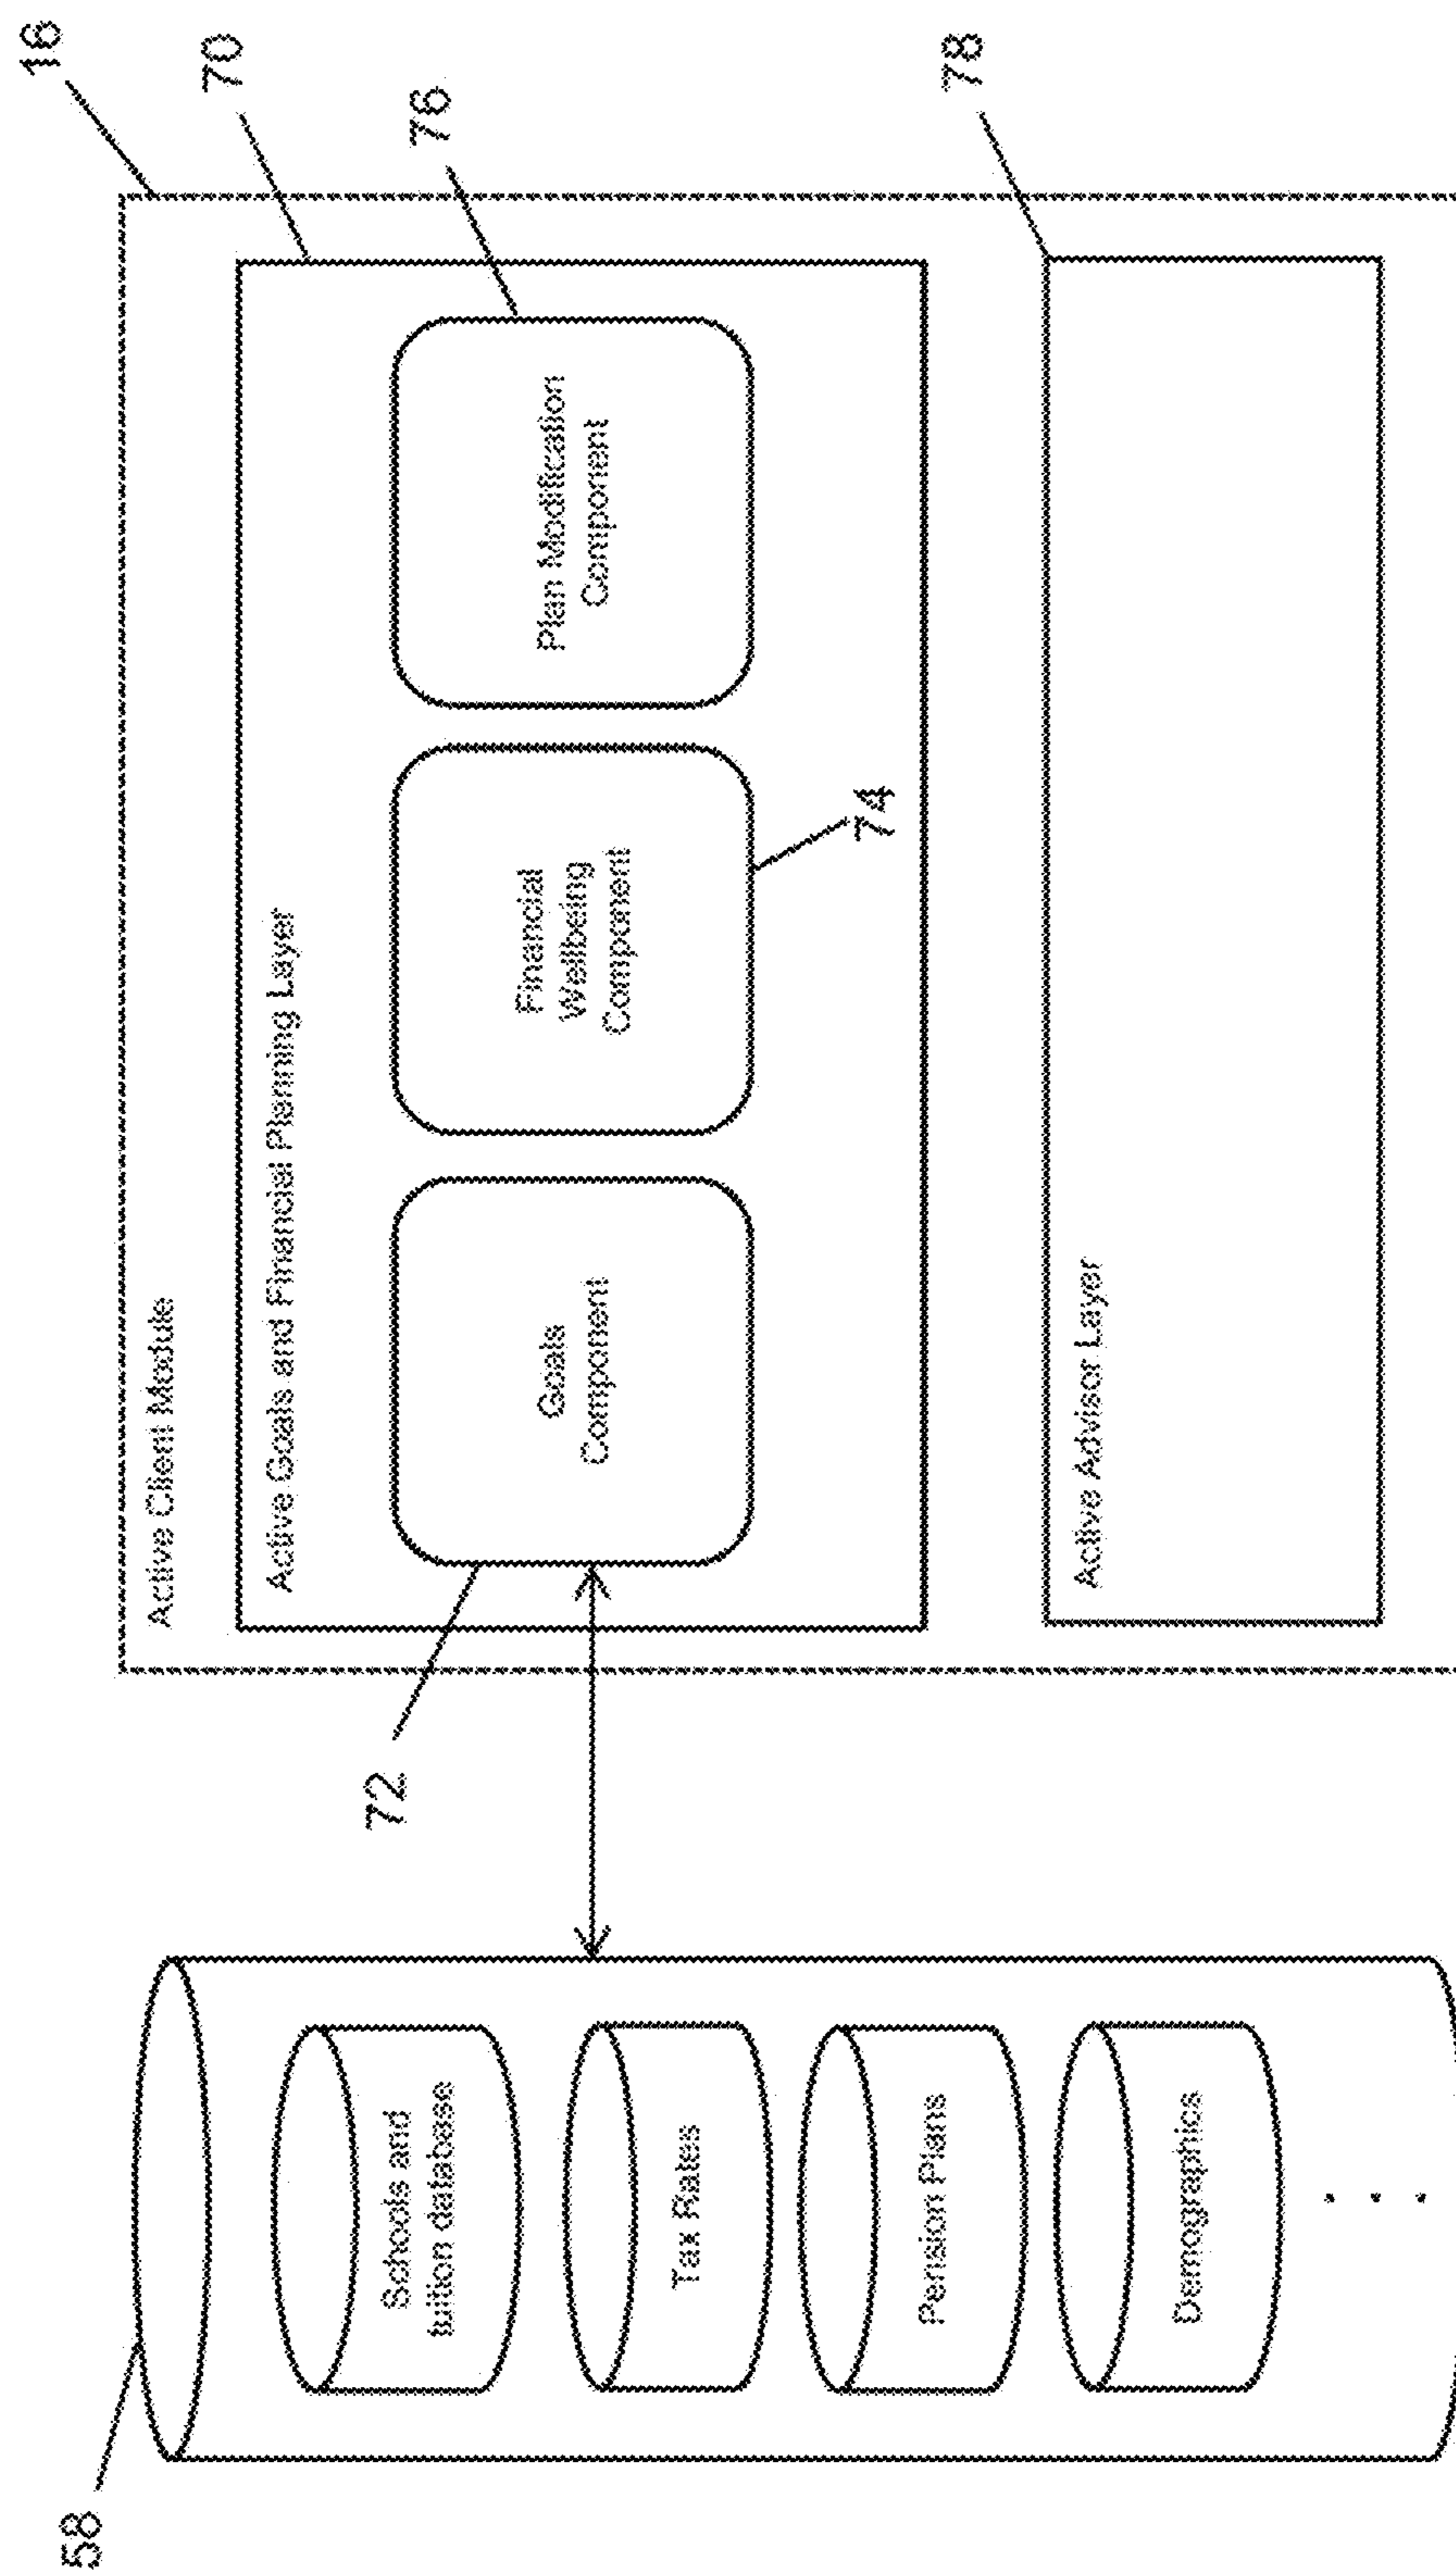 16
70
76
78
Active Client Module
Active Goals and Financial Planning Layer
Goals
Component
Financial
Wellbeing
Component
Plan Modification
Component
72
74
Active Advisor Layer
58
Schools and
tuition database
Tax Rates
Pension Plans
Demographics
. . .